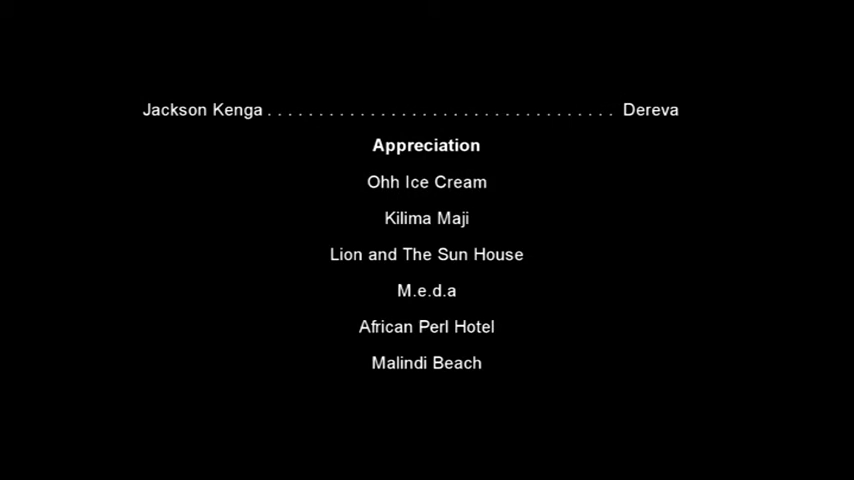 Jackson Kenga . . . . . . . . . . . . . . . . . . . . . . . . . . . . . . . . . Dereva
Appreciation
Ohh Ice Cream
Kilima Maji
Lion and The Sun House
M.e.d.a
African Perl Hotel
Malindi Beach